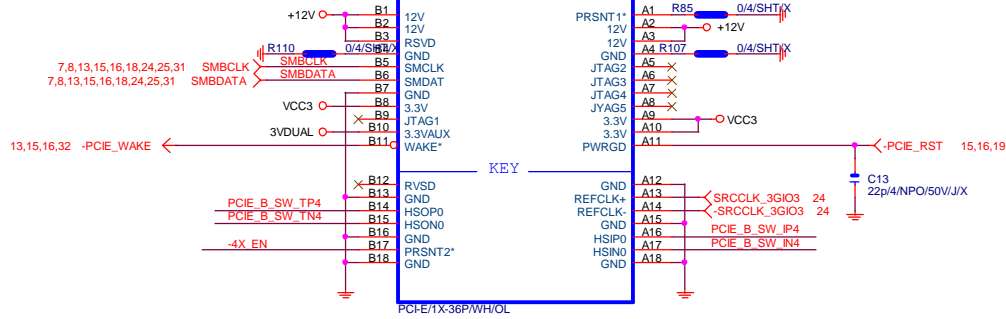 +12V B1 12V PRSNT1* A1 R85 0/4/SHT/X
B2 12V 12V A2 +12V
B3 RSVD 12V A3
R110 0/4/SHT/X B4 GND GND A4 R107 0/4/SHT/X
7,8,13,15,16,18,24,25,31 SMBCLK SMBCLK B5 SMCLK JTAG2 A5
7,8,13,15,16,18,24,25,31 SMBDATA SMBDATA B6 SMDAT JTAG3 A6
B7 GND JTAG4 A7
VCC3 B8 3.3V JYAG5 A8
B9 JTAG1 3.3V A9 VCC3
3VDUAL B10 3.3VAUX 3.3V A10
13,15,16,32 -PCIE_WAKE B11 WAKE* PWRGD A11 -PCIE_RST 15,16,19
KEY
C13
22p/4/NPO/50V/J/X
B12 RVSD GND A12
B13 GND REFCLK+ A13 SRCCLK_3GIO3 24
PCIE_B_SW_TP4 B14 HSOP0 REFCLK- A14 -SRCCLK_3GIO3 24
PCIE_B_SW_TN4 B15 HSON0 GND A15
B16 GND HSIP0 A16 PCIE_B_SW_IP4
-4X_EN B17 PRSNT2* HSIN0 A17 PCIE_B_SW_IN4
B18 GND GND A18
PCI-E/1X-36P/WH/OL